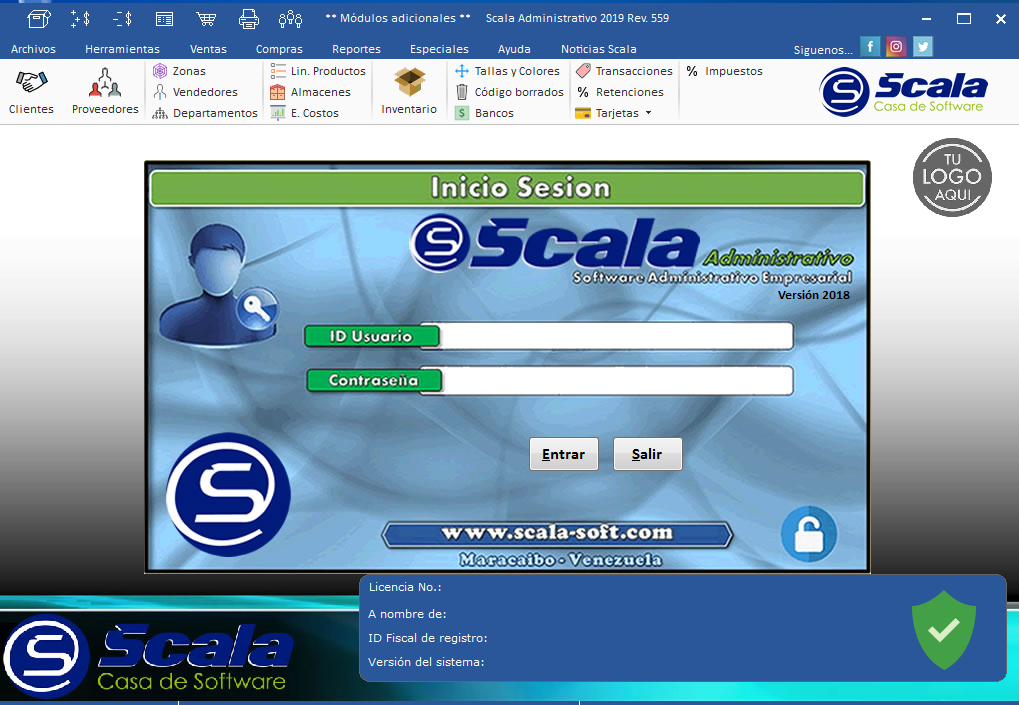 ** Módulos adicionales ** Scala Administrativo 2019 Rev. 559
Archivos Herramientas Ventas Compras Reportes Especiales Ayuda Noticias Scala Siguenos...
Clientes
Proveedores
Zonas
Vendedores
Departamentos
Lin. Productos
Almacenes
E. Costos
Inventario
Tallas y Colores
Código borrados
Bancos
Transacciones
Retenciones
Tarjetas
Impuestos
Scala
Casa de Software
TU
LOGO
AQUI
Inicio Sesion
Scala Administrativo
Software Administrativo Empresarial
Versión 2018
ID Usuario
Contraseña
Entrar Salir
www.scala-soft.com
Maracaibo - Venezuela
Licencia No.:
A nombre de:
ID Fiscal de registro:
Versión del sistema:
Scala
Casa de Software